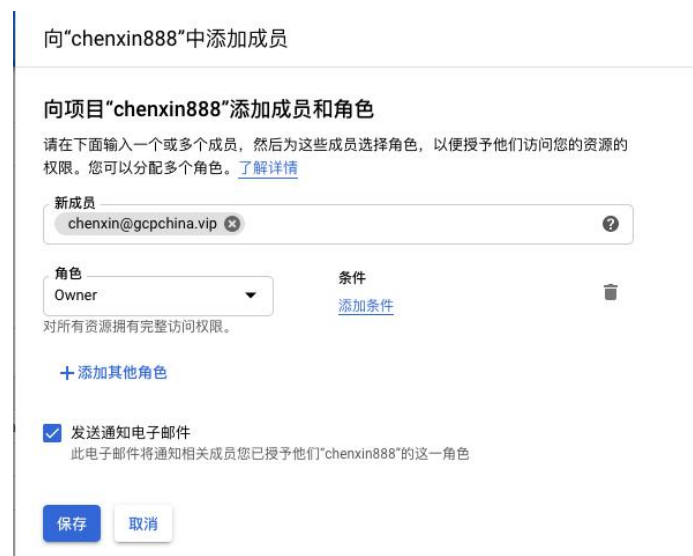 向“chenxin888”中添加成员
向项目“chenxin888”添加成员和角色
请在下面输入一个或多个成员，然后为这些成员选择角色，以便授予他们访问您的资源的
权限。您可以分配多个角色。了解详情
新成员
chenxin@gcpchina.vip
角色
Owner
条件
添加条件
对所有资源拥有完整访问权限。
添加其他角色
发送通知电子邮件
此电子邮件将通知相关成员您已授予他们“chenxin888”的这一角色
保存
取消